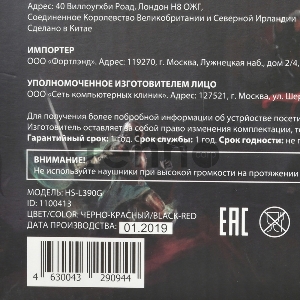 Адрес: 40 Виллоугхби Роад, Лондон Н8 ОЖГ,
Соединенное Королевство Великобритании и Северной Ирландии
Сделано в Китае
ИМПОРТЕР
ООО «Фортлэнд». Адрес: 119270, г. Москва, Лужнецкая наб., дом 2/4,
УПОЛНОМОЧЕННОЕ ИЗГОТОВИТЕЛЕМ ЛИЦО
ООО «Сеть компьютерных клиник». Адрес: 127521, г. Москва, ул. Шер
Для получения более побробной информации об устрйостве посети
Изготовитель оставляет за собой право изменения комплектации, т
Гарантийный срок: 1 год. Срок службы: 1 год. Срок годности: не
ВНИМАНИЕ!
Не используйте наушники при высокой громкости на протяжении
МОДЕЛЬ: HS-L390G
ID: 1100413
ЦВЕТ/COLOR: ЧЕРНО-КРАСНЫЙ/BLACK-RED
ДАТА ПРОИЗВОДСТВА: 01.2019
EAC
4 630043 290944